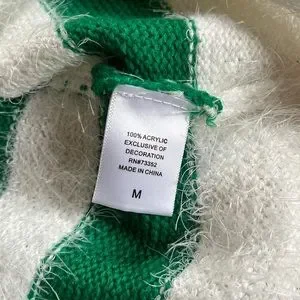 100% ACRYLIC
EXCLUSIVE OF
DECORATION
RN#73352
MADE IN CHINA
M